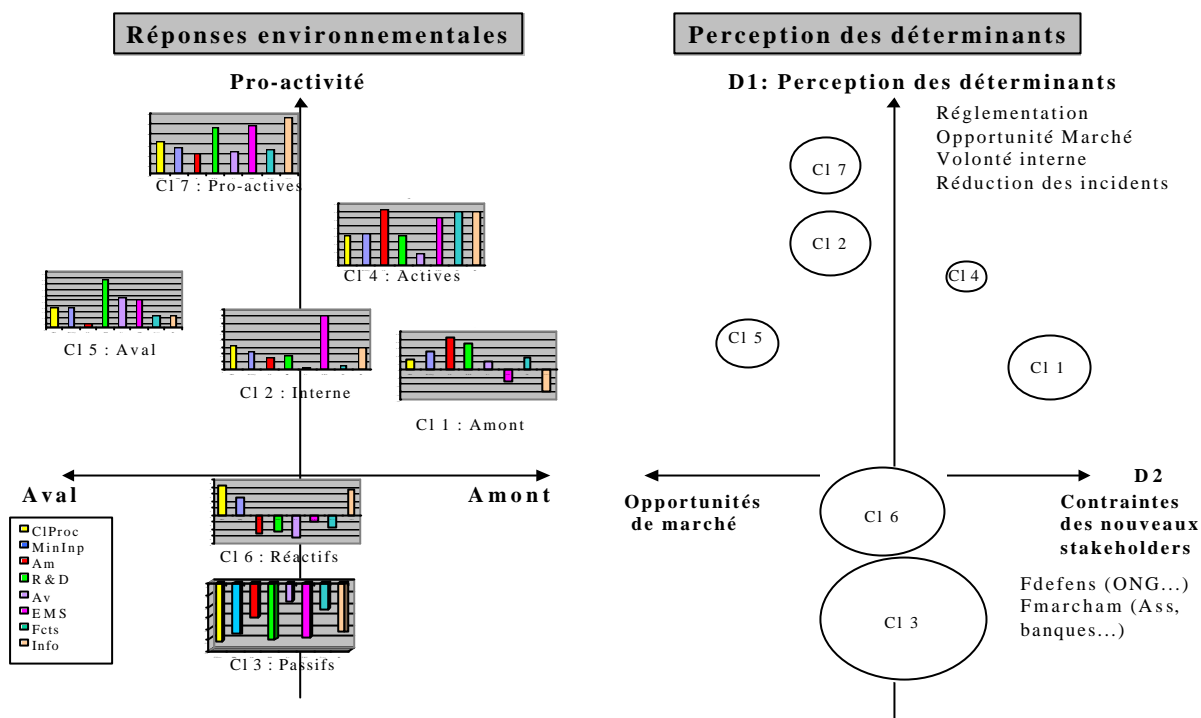 Réponses environnementales
Pro-activité
Cl 7 : Pro-actives
Cl 4 : Actives
Cl 5 : Aval
Cl 2 : Interne
Cl 1 : Amont
Aval
Amont
ClProc
MinInp
Am
R&D
Av
EMS
Fcts
Info
Cl 6 : Réactifs
Cl 3 : Passifs
Perception des déterminants
D1: Perception des déterminants
Réglementation
Opportunité Marché
Volonté interne
Réduction des incidents
Cl 7
Cl 2
Cl 4
Cl 5
Cl 1
Opportunités
de marché
D2
Contraintes
des nouveaux
stakeholders
Cl 6
Fdefens (ONG...)
Fmarcham (Ass,
banques...)
Cl 3